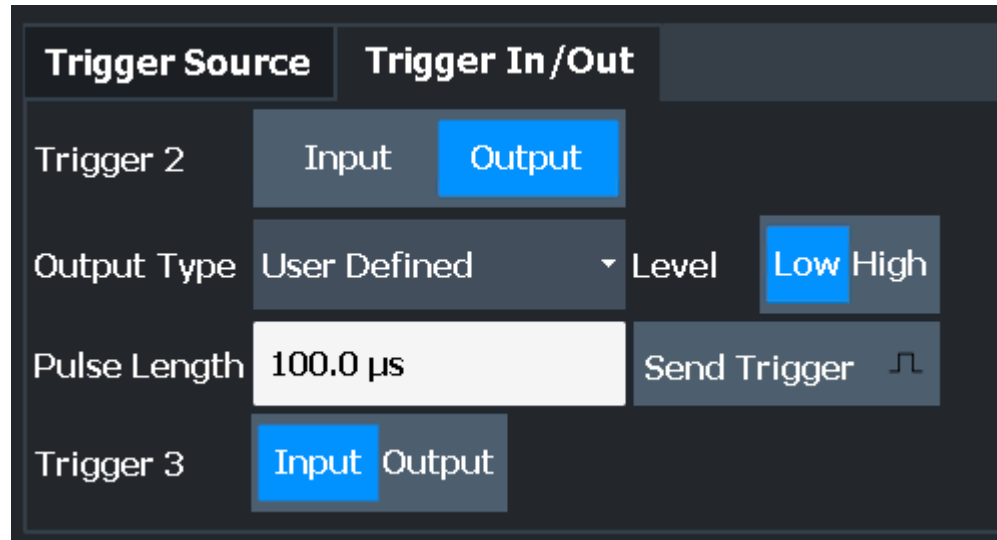 Trigger Source Trigger In/Out
Trigger 2 Input Output
Output Type User Defined Level Low High
Pulse Length 100.0 µs Send Trigger
Trigger 3 Input Output